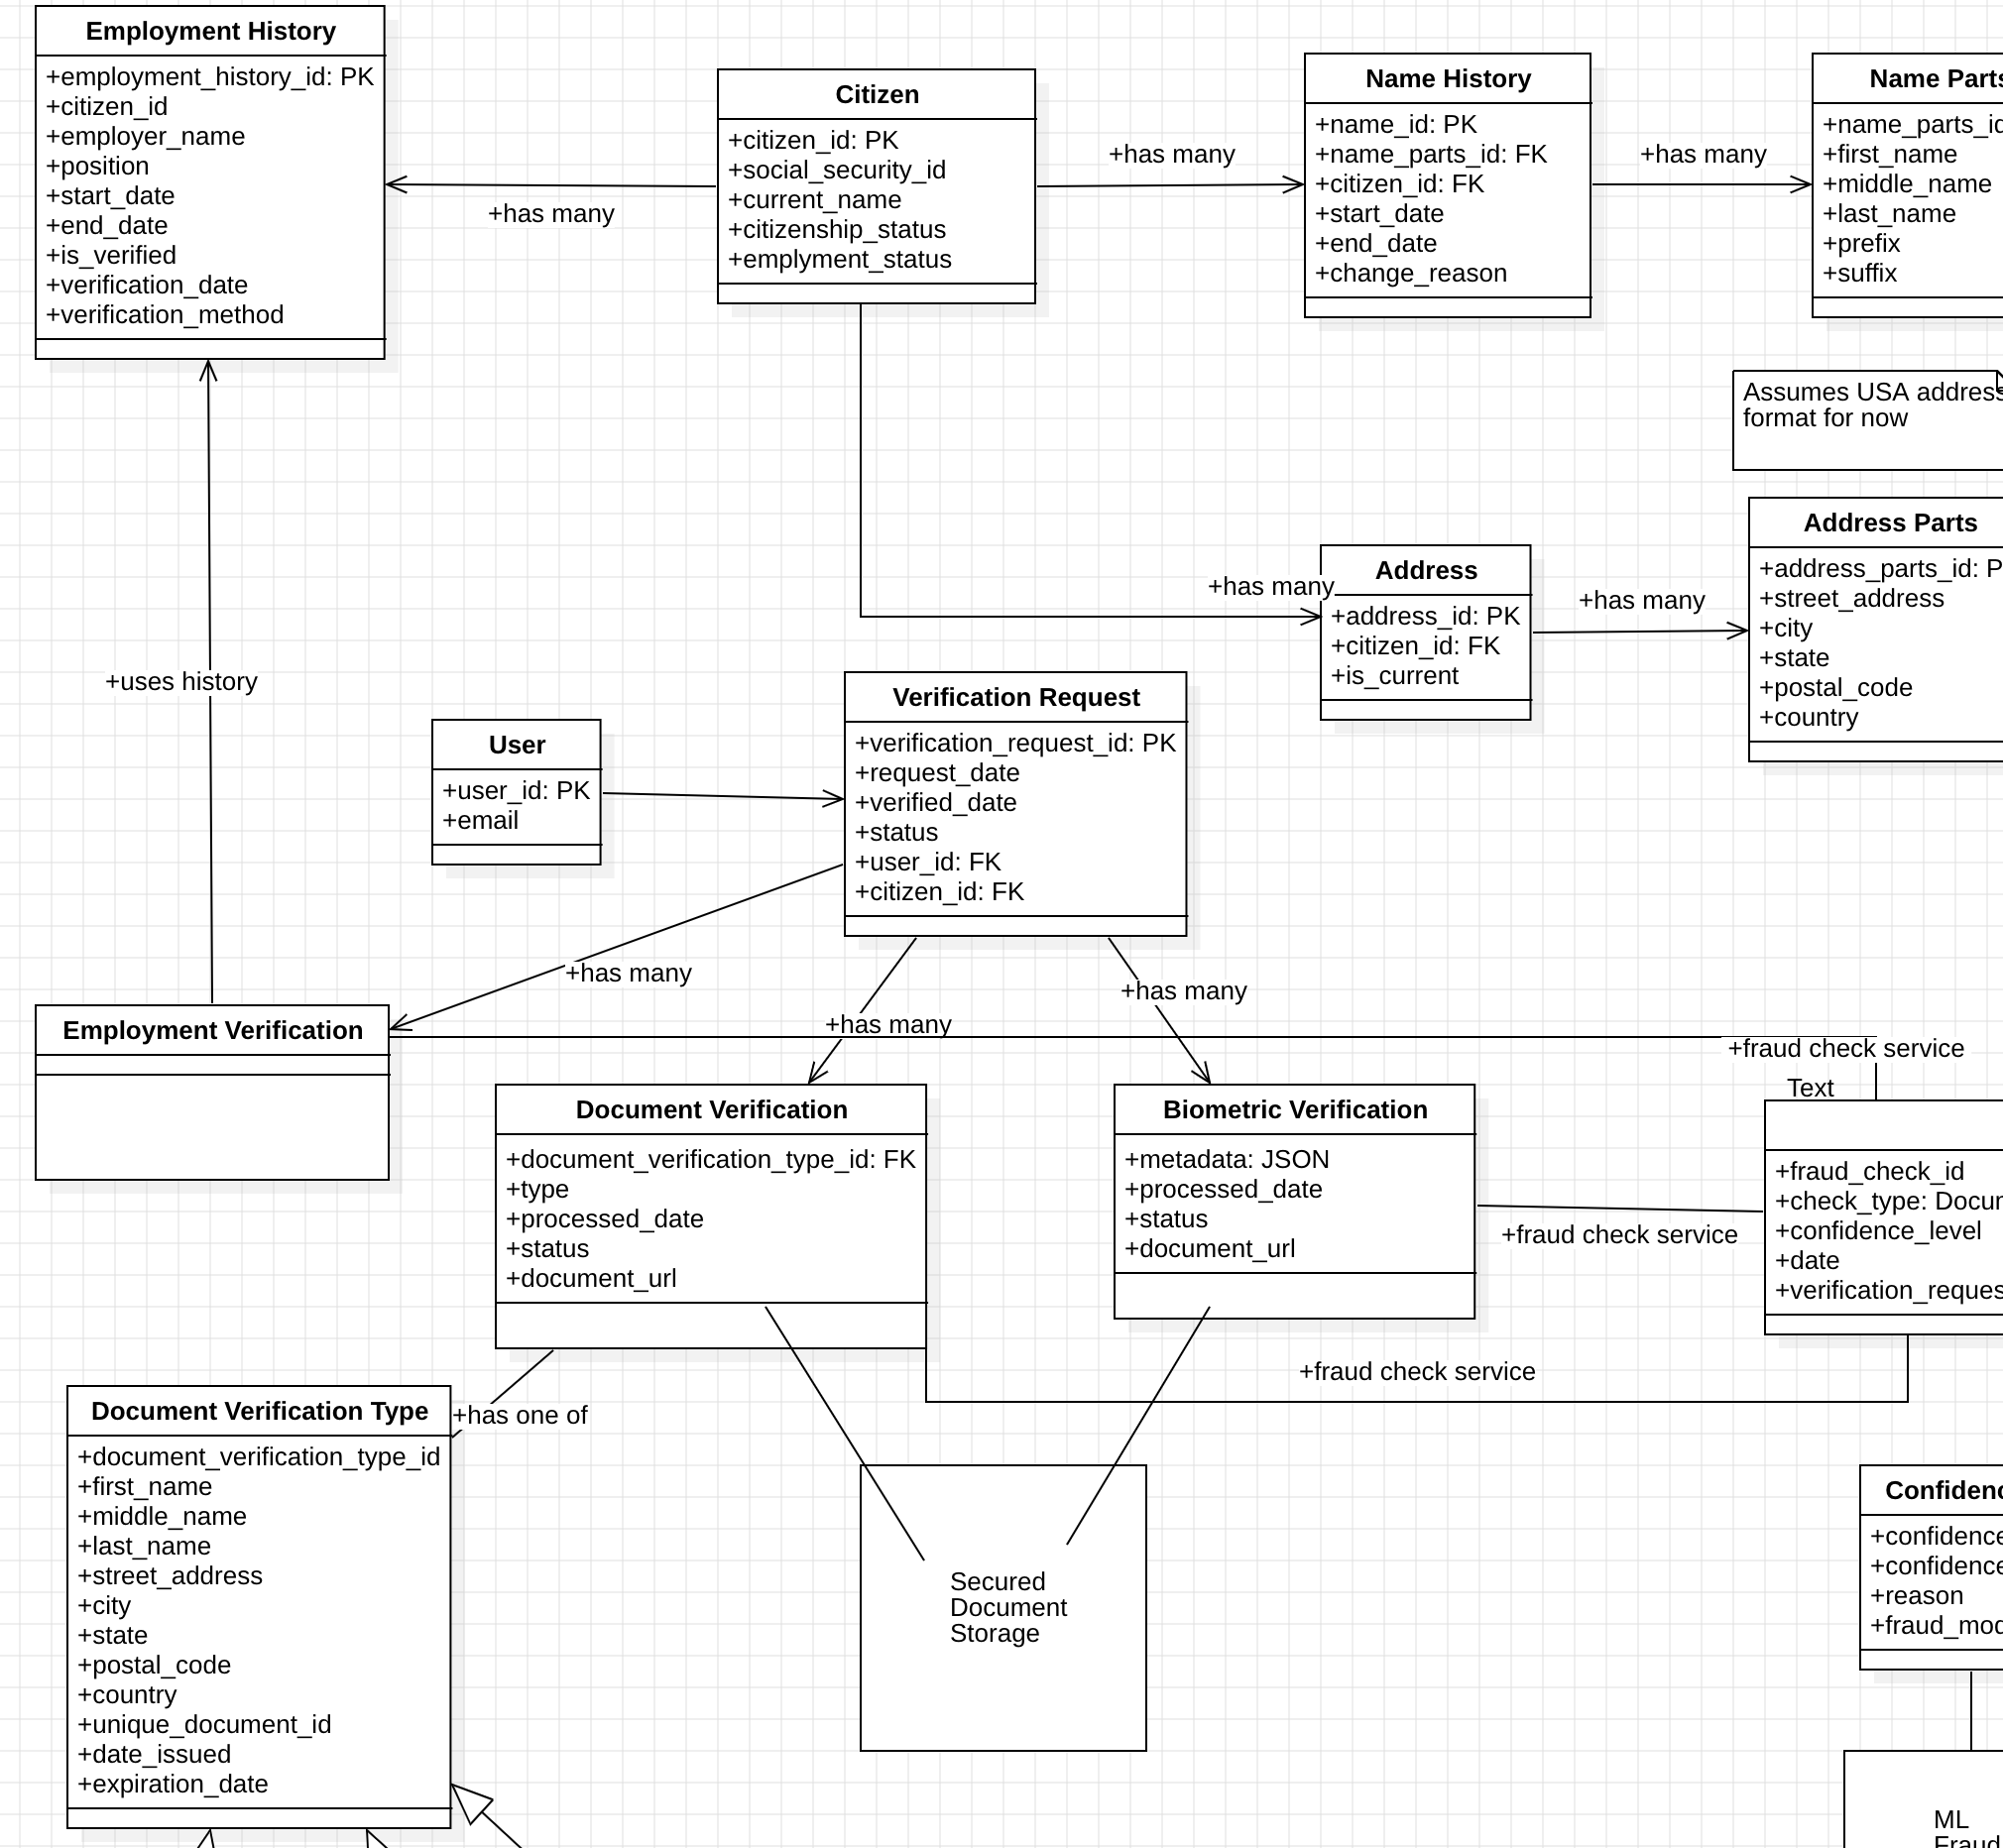 Employment History
+employment_history_id: PK
+citizen_id
+employer_name
+position
+start_date
+end_date
+is_verified
+verification_date
+verification_method
+has many
Citizen
+citizen_id: PK
+social_security_id
+current_name
+citizenship_status
+emplyment_status
+has many
Name History
+name_id: PK
+name_parts_id: FK
+citizen_id: FK
+start_date
+end_date
+change_reason
+has many
Name Parts
+name_parts_id
+first_name
+middle_name
+last_name
+prefix
+suffix
Assumes USA address
format for now
+has many
Address
+address_id: PK
+citizen_id: FK
+is_current
+has many
Address Parts
+address_parts_id: P
+street_address
+city
+state
+postal_code
+country
+uses history
User
+user_id: PK
+email
Verification Request
+verification_request_id: PK
+request_date
+verified_date
+status
+user_id: FK
+citizen_id: FK
+has many
+has many
+has many
Employment Verification
+fraud check service
Text
Document Verification
+document_verification_type_id: FK
+type
+processed_date
+status
+document_url
Biometric Verification
+metadata: JSON
+processed_date
+status
+document_url
+fraud check service
+fraud_check_id
+check_type: Docum
+confidence_level
+date
+verification_reques
+fraud check service
+has one of
Document Verification Type
+document_verification_type_id
+first_name
+middle_name
+last_name
+street_address
+city
+state
+postal_code
+country
+unique_document_id
+date_issued
+expiration_date
Secured
Document
Storage
Confidenc
+confidence
+confidence
+reason
+fraud_mod
ML
Fraud